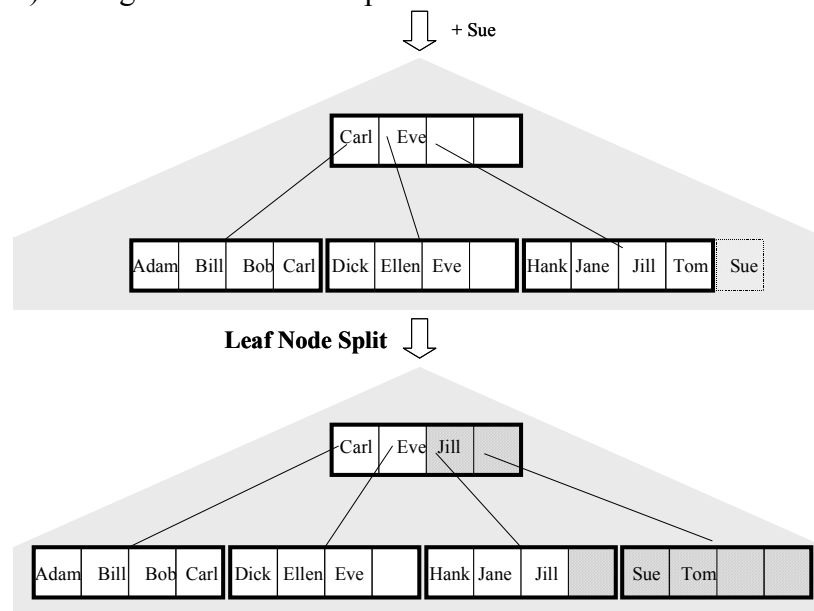 + Sue
Carl Eve
Adam Bill Bob Carl Dick Ellen Eve Hank Jane Jill Tom Sue
Leaf Node Split
Carl Eve Jill
Adam Bill Bob Carl Dick Ellen Eve Hank Jane Jill Sue Tom